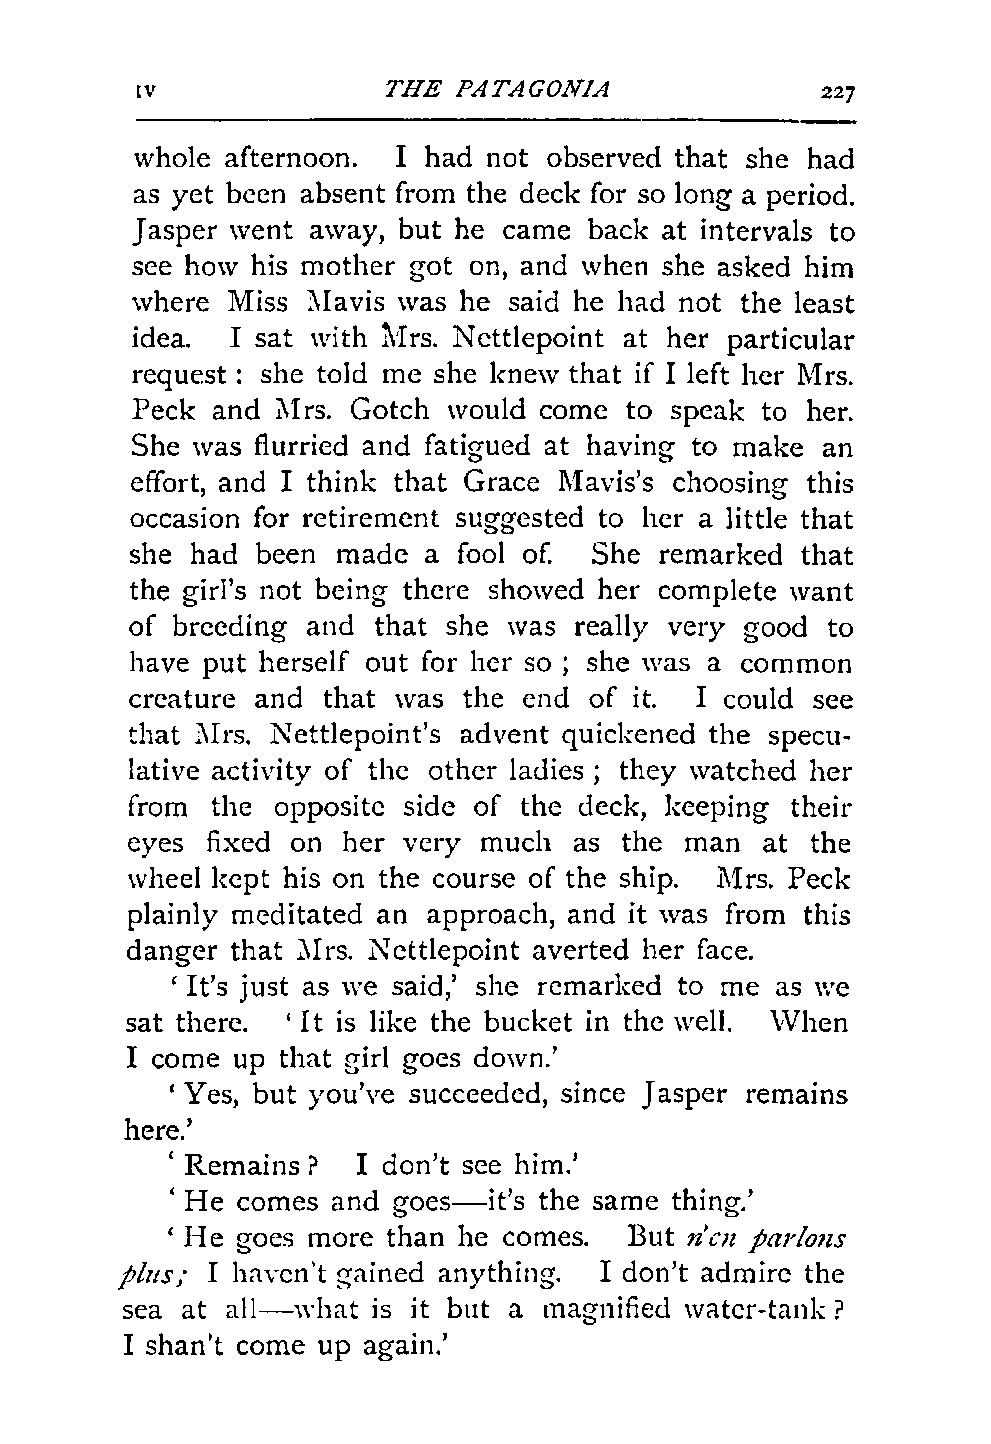 IV THE PATAGONIA 227
whole afternoon. I had not observed that she had
as yet been absent from the deck for so long a period.
Jasper went away, but he came back at intervals to
see how his mother got on, and when she asked him
where Miss Mavis was he said he had not the least
idea. I sat with Mrs. Nettlepoint at her particular
request : she told me she knew that if I left her Mrs.
Peck and Mrs. Gotch would come to speak to her.
She was flurried and fatigued at having to make an
effort, and I think that Grace Mavis's choosing this
occasion for retirement suggested to her a little that
she had been made a fool of. She remarked that
the girl's not being there showed her complete want
of breeding and that she was really very good to
have put herself out for her so ; she was a common
creature and that was the end of it. I could see
that Mrs. Nettlepoint's advent quickened the specu-
lative activity of the other ladies ; they watched her
from the opposite side of the deck, keeping their
eyes fixed on her very much as the man at the
wheel kept his on the course of the ship. Mrs. Peck
plainly meditated an approach, and it was from this
danger that Mrs. Nettlepoint averted her face.
‘ It's just as we said,’ she remarked to me as we
sat there. ‘ It is like the bucket in the well. When
I come up that girl goes down.’
‘ Yes, but you've succeeded, since Jasper remains
here.’
‘ Remains ? I don't see him.’
‘ He comes and goes—it's the same thing.’
‘ He goes more than he comes. But n'en parlons
plus; I haven't gained anything. I don't admire the
sea at all—what is it but a magnified water-tank ?
I shan't come up again.’